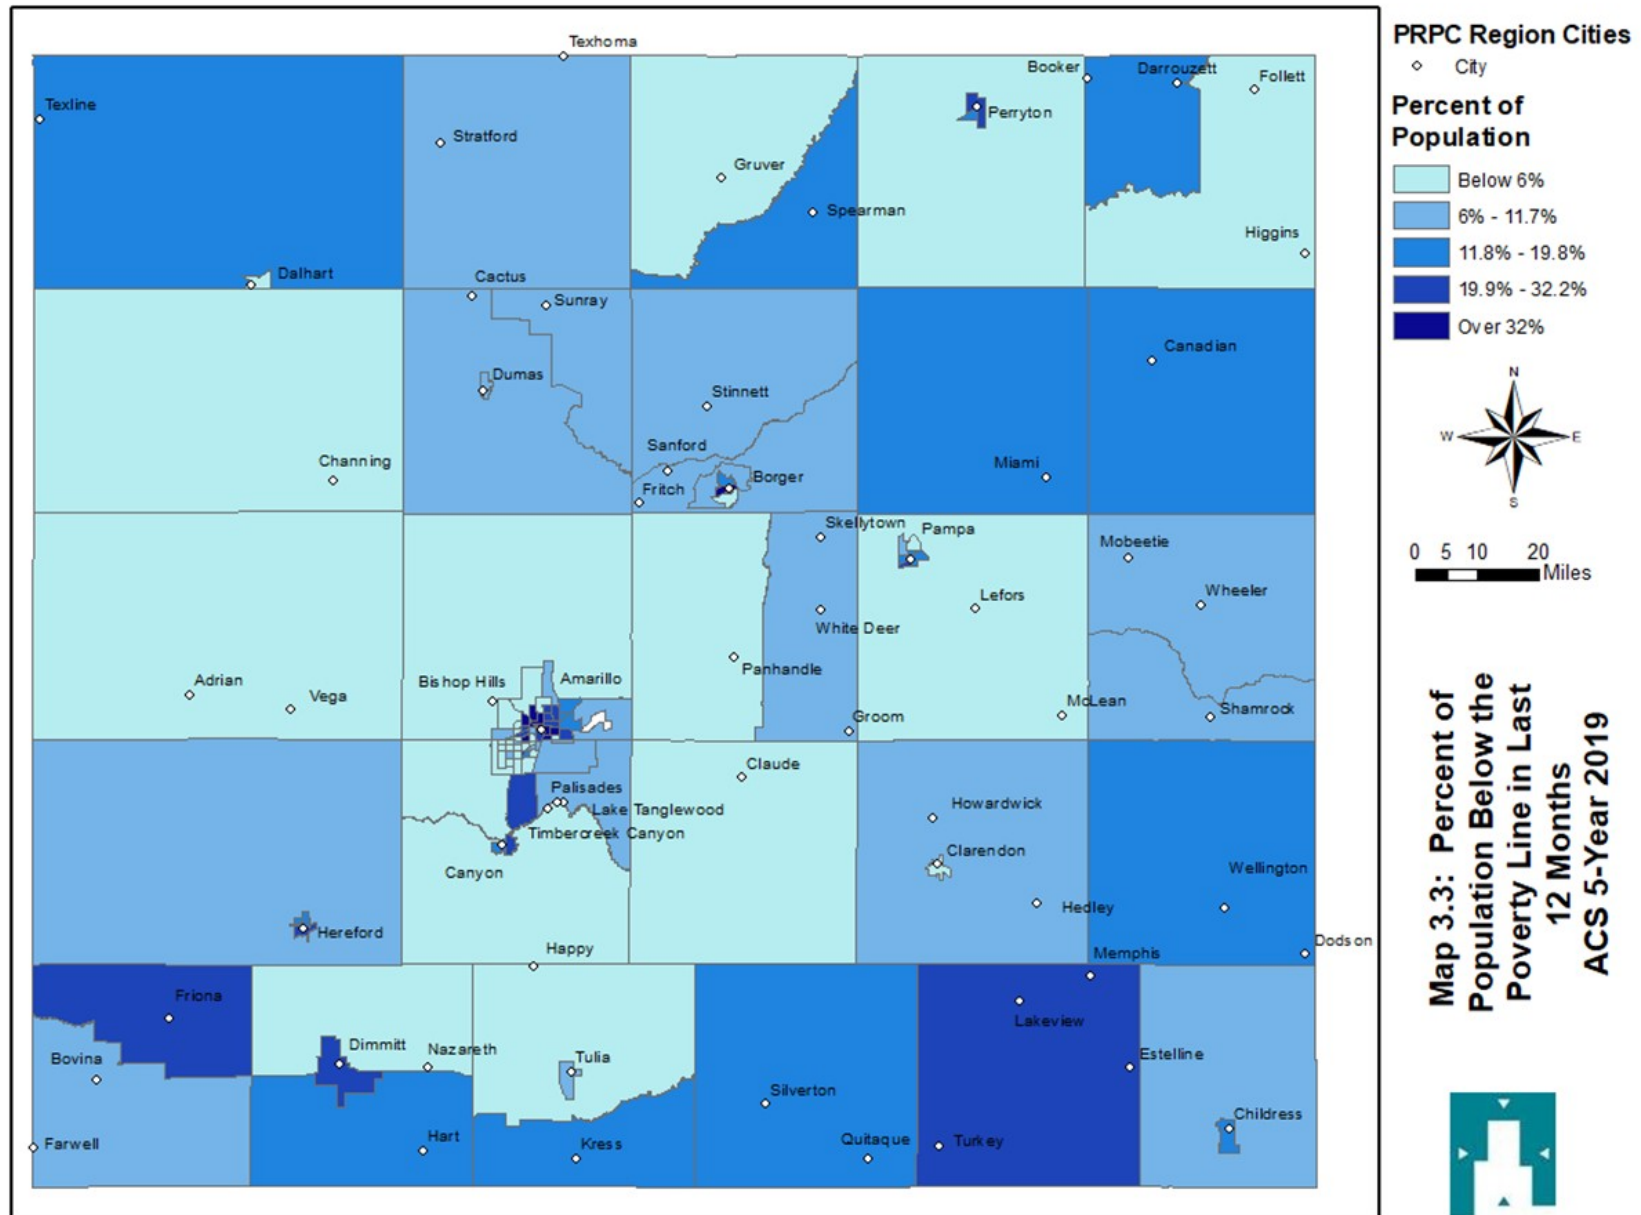 Texhoma
Texline
Stratford
Gruver
Spearman
Booker
Darrouzett
Follett
Perryton
Higgins
Dalhart
Cactus
Sunray
Dumas
Stinnett
Sanford
Fritch
Borger
Canadian
Miami
Channing
Skellytown
Pampa
Mobeetie
Wheeler
Lefors
White Deer
Panhandle
Groom
McLean
Shamrock
Adrian
Vega
Bishop Hills
Amarillo
Claude
Palisades
Lake Tanglewood
Timbercreek Canyon
Canyon
Howardwick
Clarendon
Hedley
Wellington
Dodson
Memphis
Hereford
Happy
Friona
Bovina
Farwell
Dimmitt
Nazareth
Hart
Tulia
Kress
Silverton
Quitaque
Lakeview
Turkey
Estelline
Childress
PRPC Region Cities
City
Percent of
Population
Below 6%
6% - 11.7%
11.8% - 19.8%
19.9% - 32.2%
Over 32%
N
W
E
S
0 5 10 20
Miles
Map 3.3: Percent of
Population Below the
Poverty Line in Last
12 Months
ACS 5-Year 2019